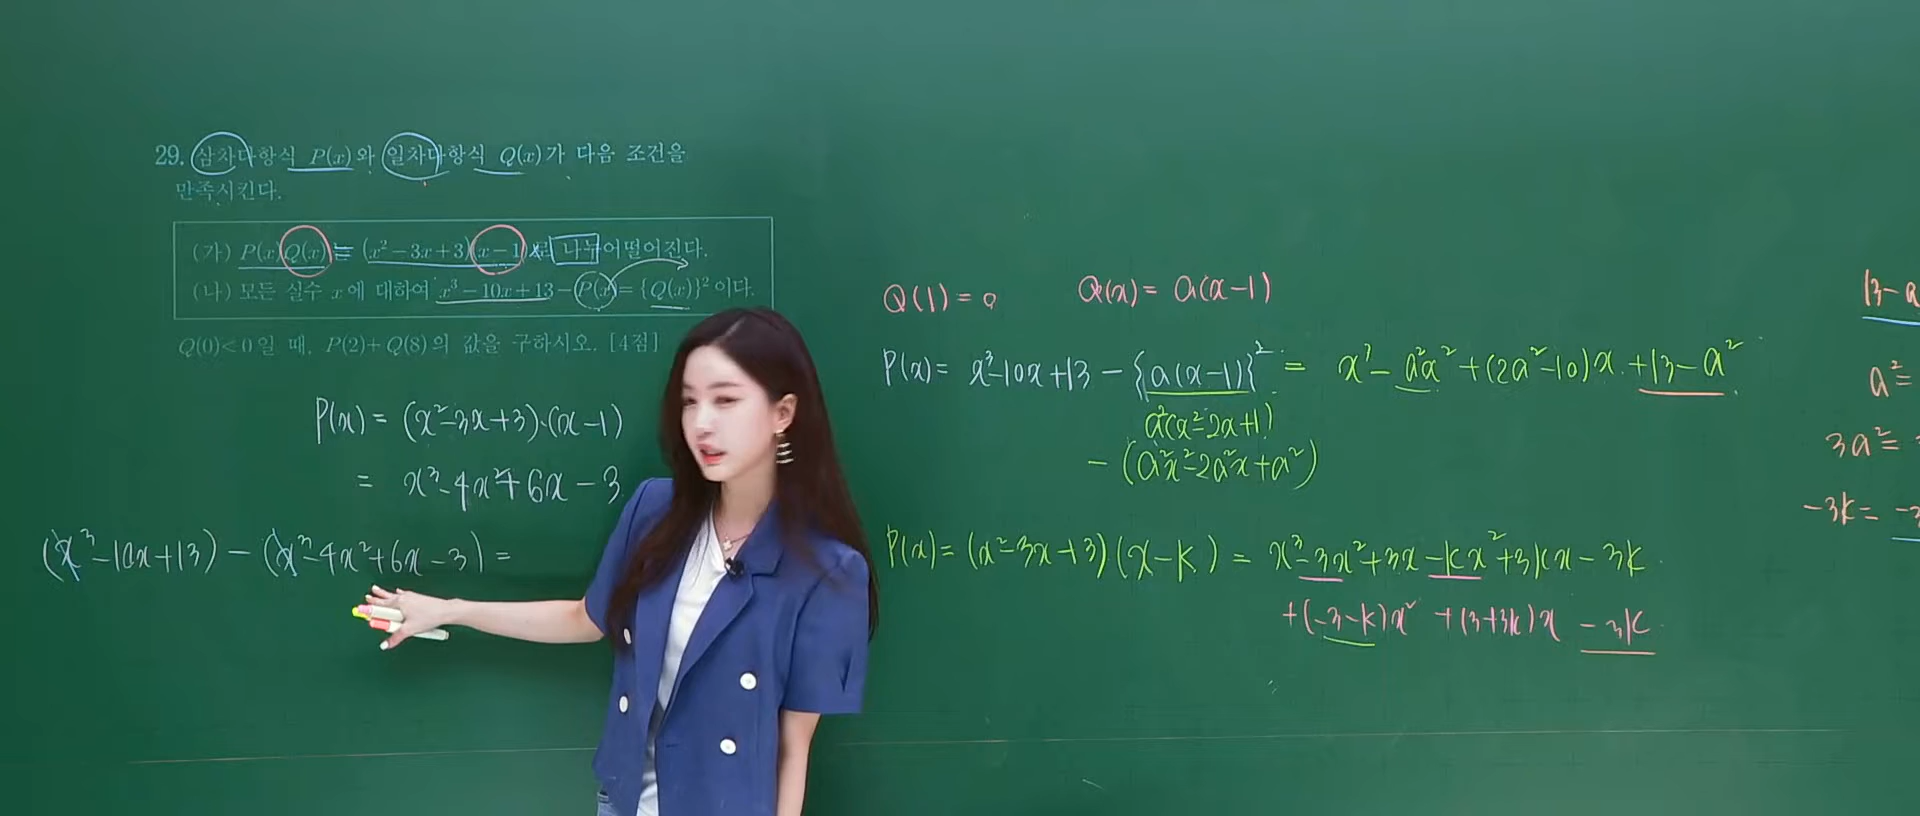 29. 삼차다항식 P(x)와 일차다항식 Q(x)가 다음 조건을
만족시킨다.
(가) P(x)Q(x)는 (x²-3x+3)(x-1)로 나누어떨어진다.
(나) 모든 실수 x에 대하여 x³-10x+13-P(x)={Q(x)}²이다.
Q(0)<0일 때, P(2)+Q(8)의 값을 구하시오. [4점]
P(x) = (x²-3x+3)·(x-1)
= x³-4x²+6x-3
(x³-10x+13) - (x³-4x²+6x-3) =
Q(1) = 0 Q(x) = a(x-1)
P(x) = x³-10x+13 - {a(x-1)}² = x³ - a²x² + (2a²-10)x + 13 - a²
a²(x²-2x+1)
- (a²x²-2a²x+a²)
P(x) = (x²-3x+3)(x-k) = x³-3x²+3x-kx²+3kx-3k
+(-3-k)x² +(3+3k)x -3k
13-a
a²=
3a²=
-3k=